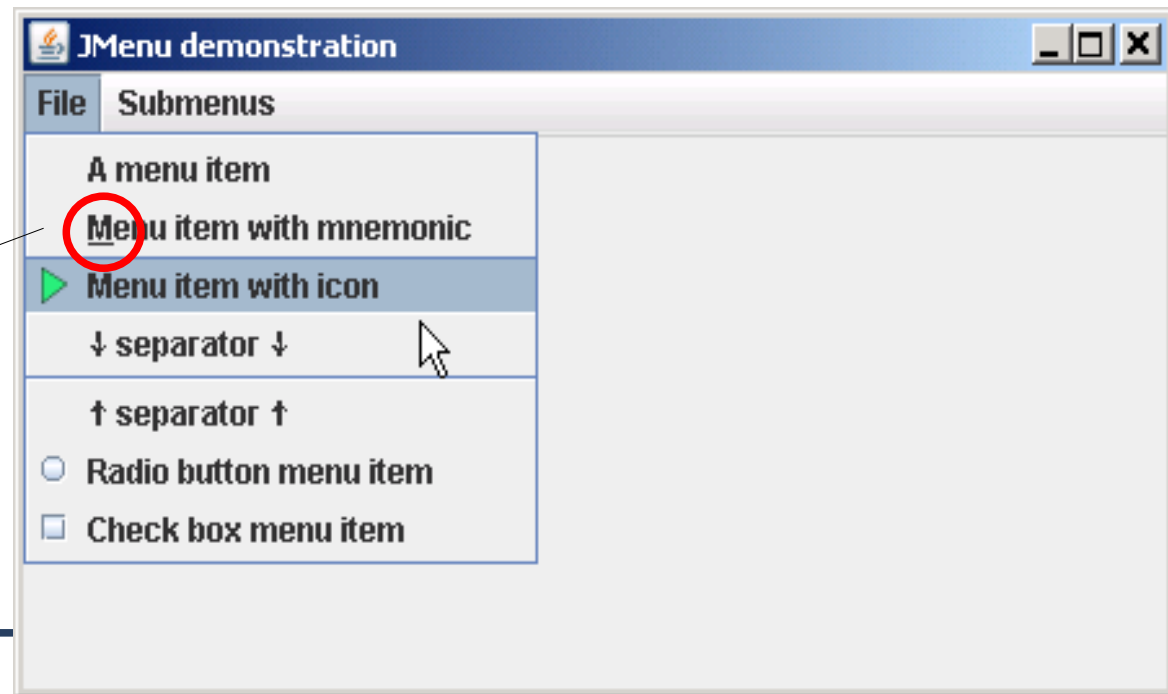 JMenu demonstration
File Submenus
A menu item
Menu item with mnemonic
Menu item with icon
↓ separator ↓
↑ separator ↑
Radio button menu item
Check box menu item